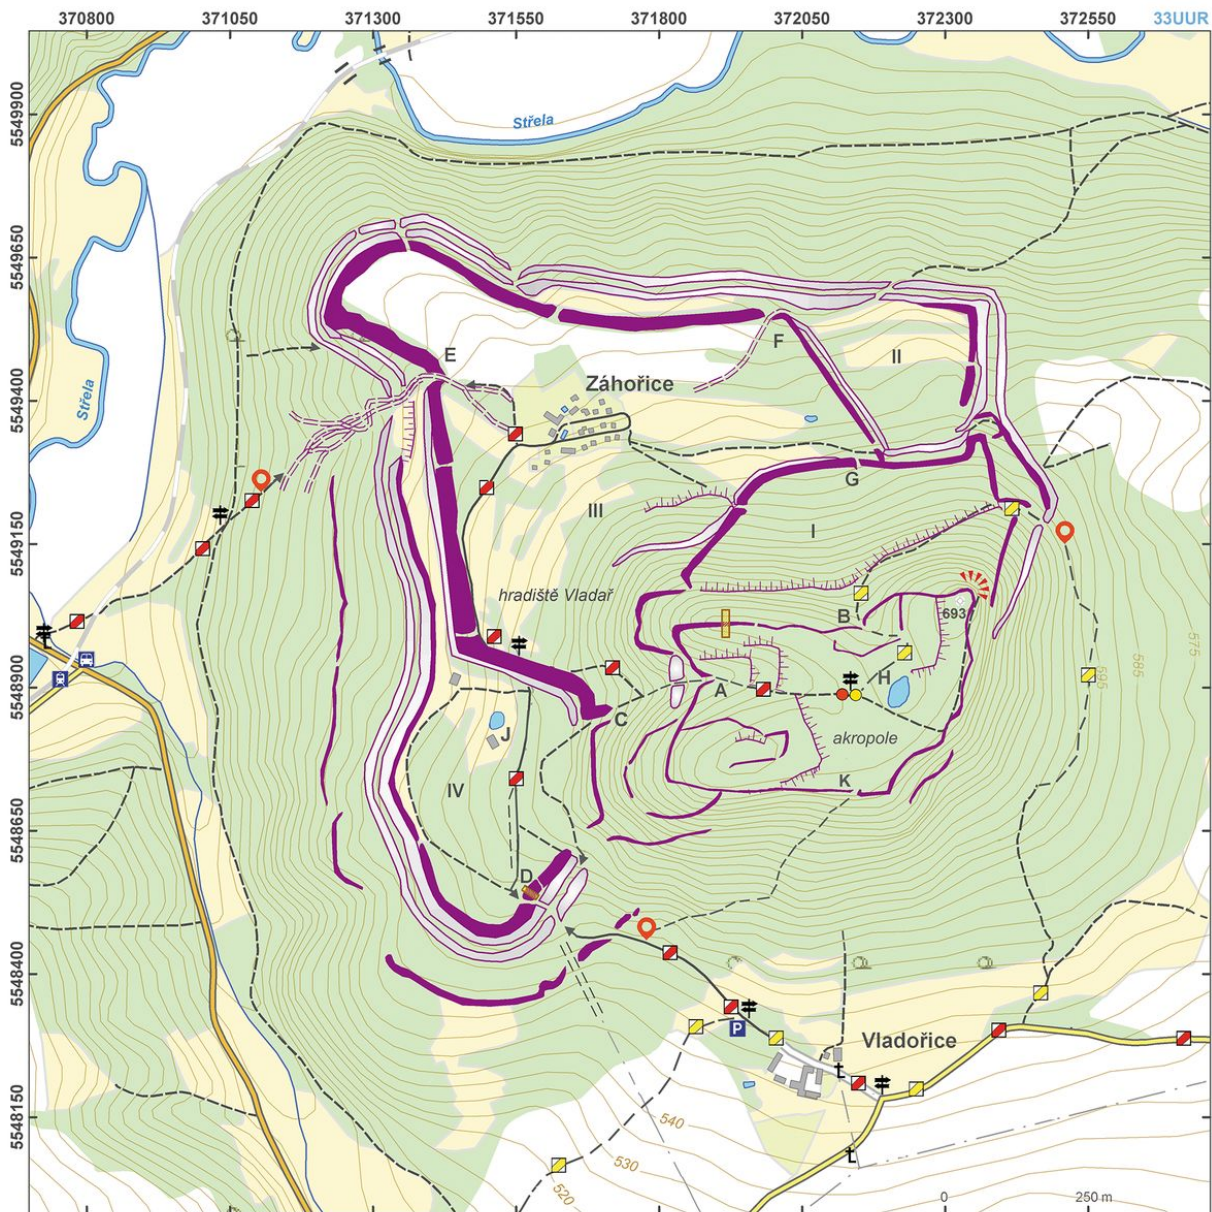 370800 371050 371300 371550 371800 372050 372300 372550 33UUR
5549900
Střela
5549650
E
F
II
Záhořice
Střela
5549400
G
III
I
5549150
hradiště Vladař
B
693
575
585
595
5548900
A
H
C
J
akropole
K
IV
5548650
D
5548400
P
Vladořice
5548150
540
530
520
0 250 m